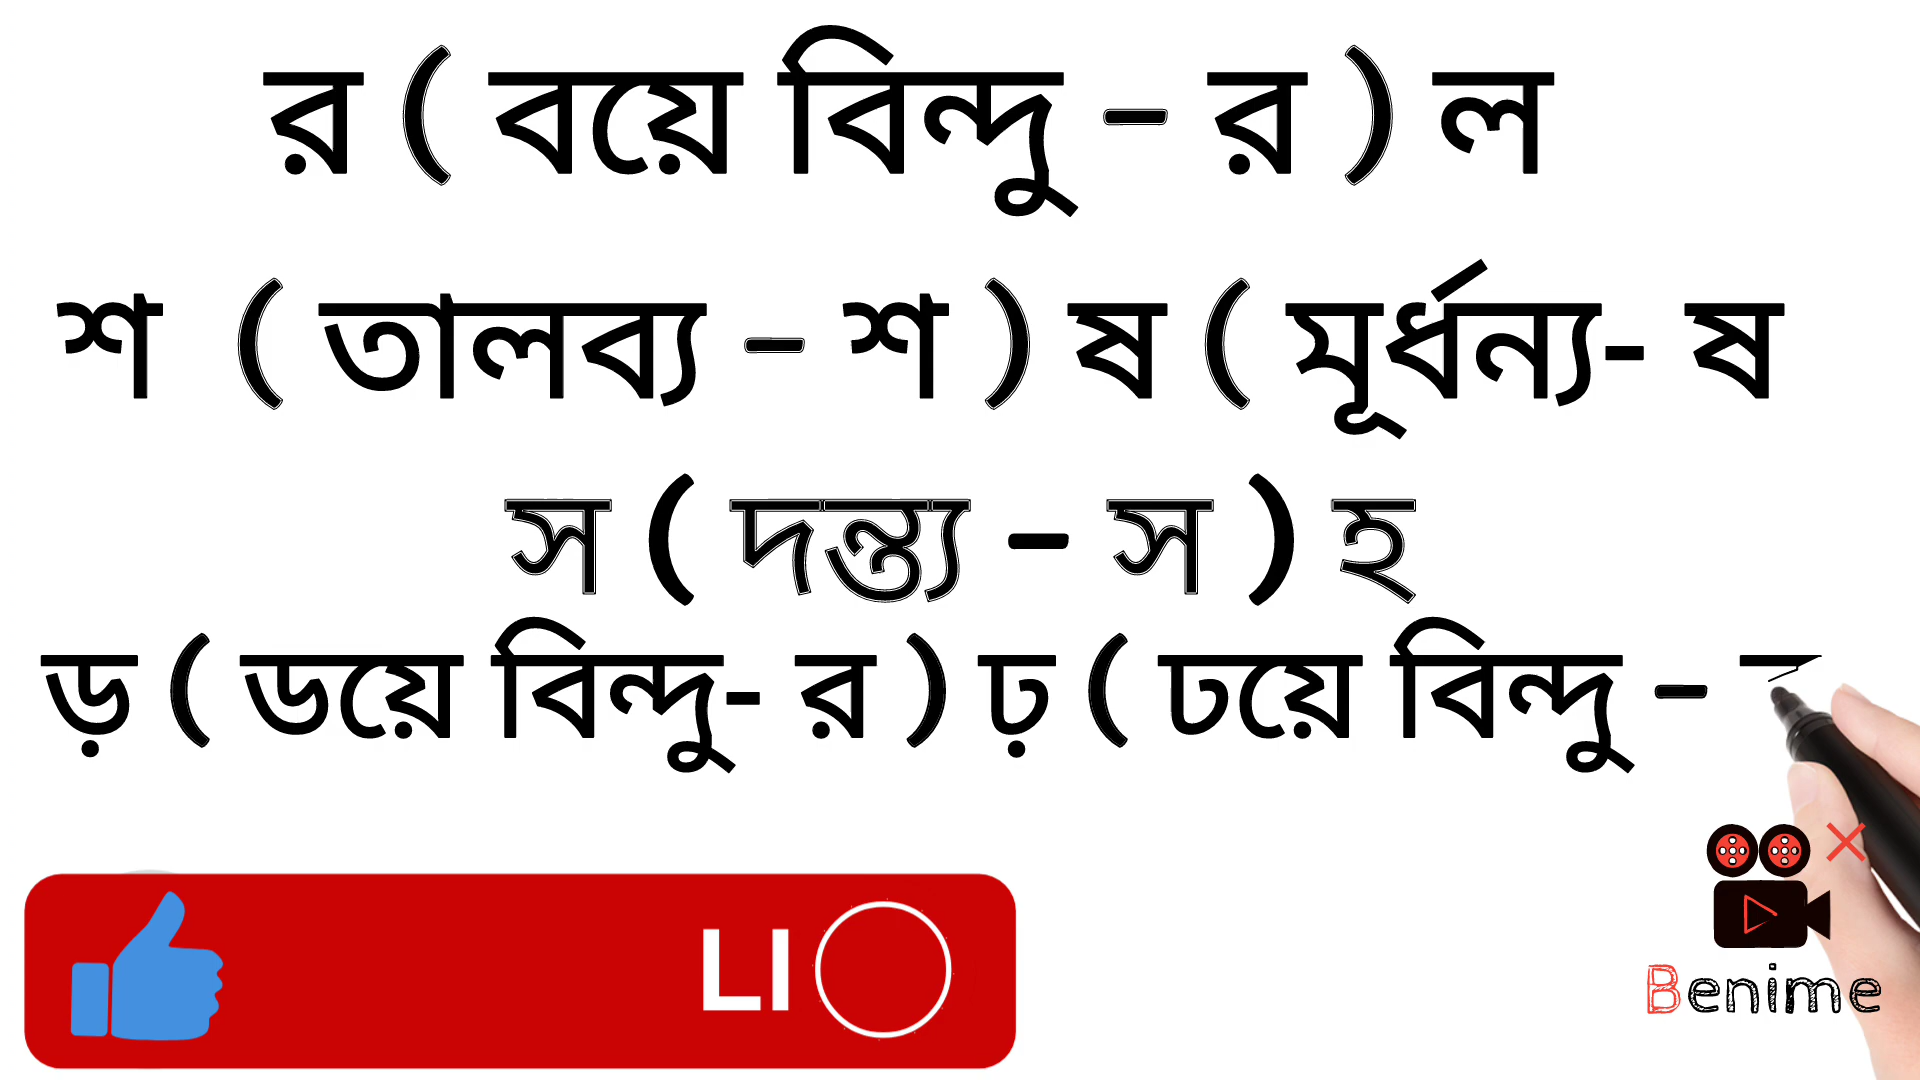 র ( বয়ে বিন্দু – র ) ল
শ ( তালব্য – শ ) ষ ( মূর্ধন্য- ষ
স ( দন্ত্য – স ) হ
ড় ( ডয়ে বিন্দু- র ) ঢ় ( ঢয়ে বিন্দু –
LI
Benime